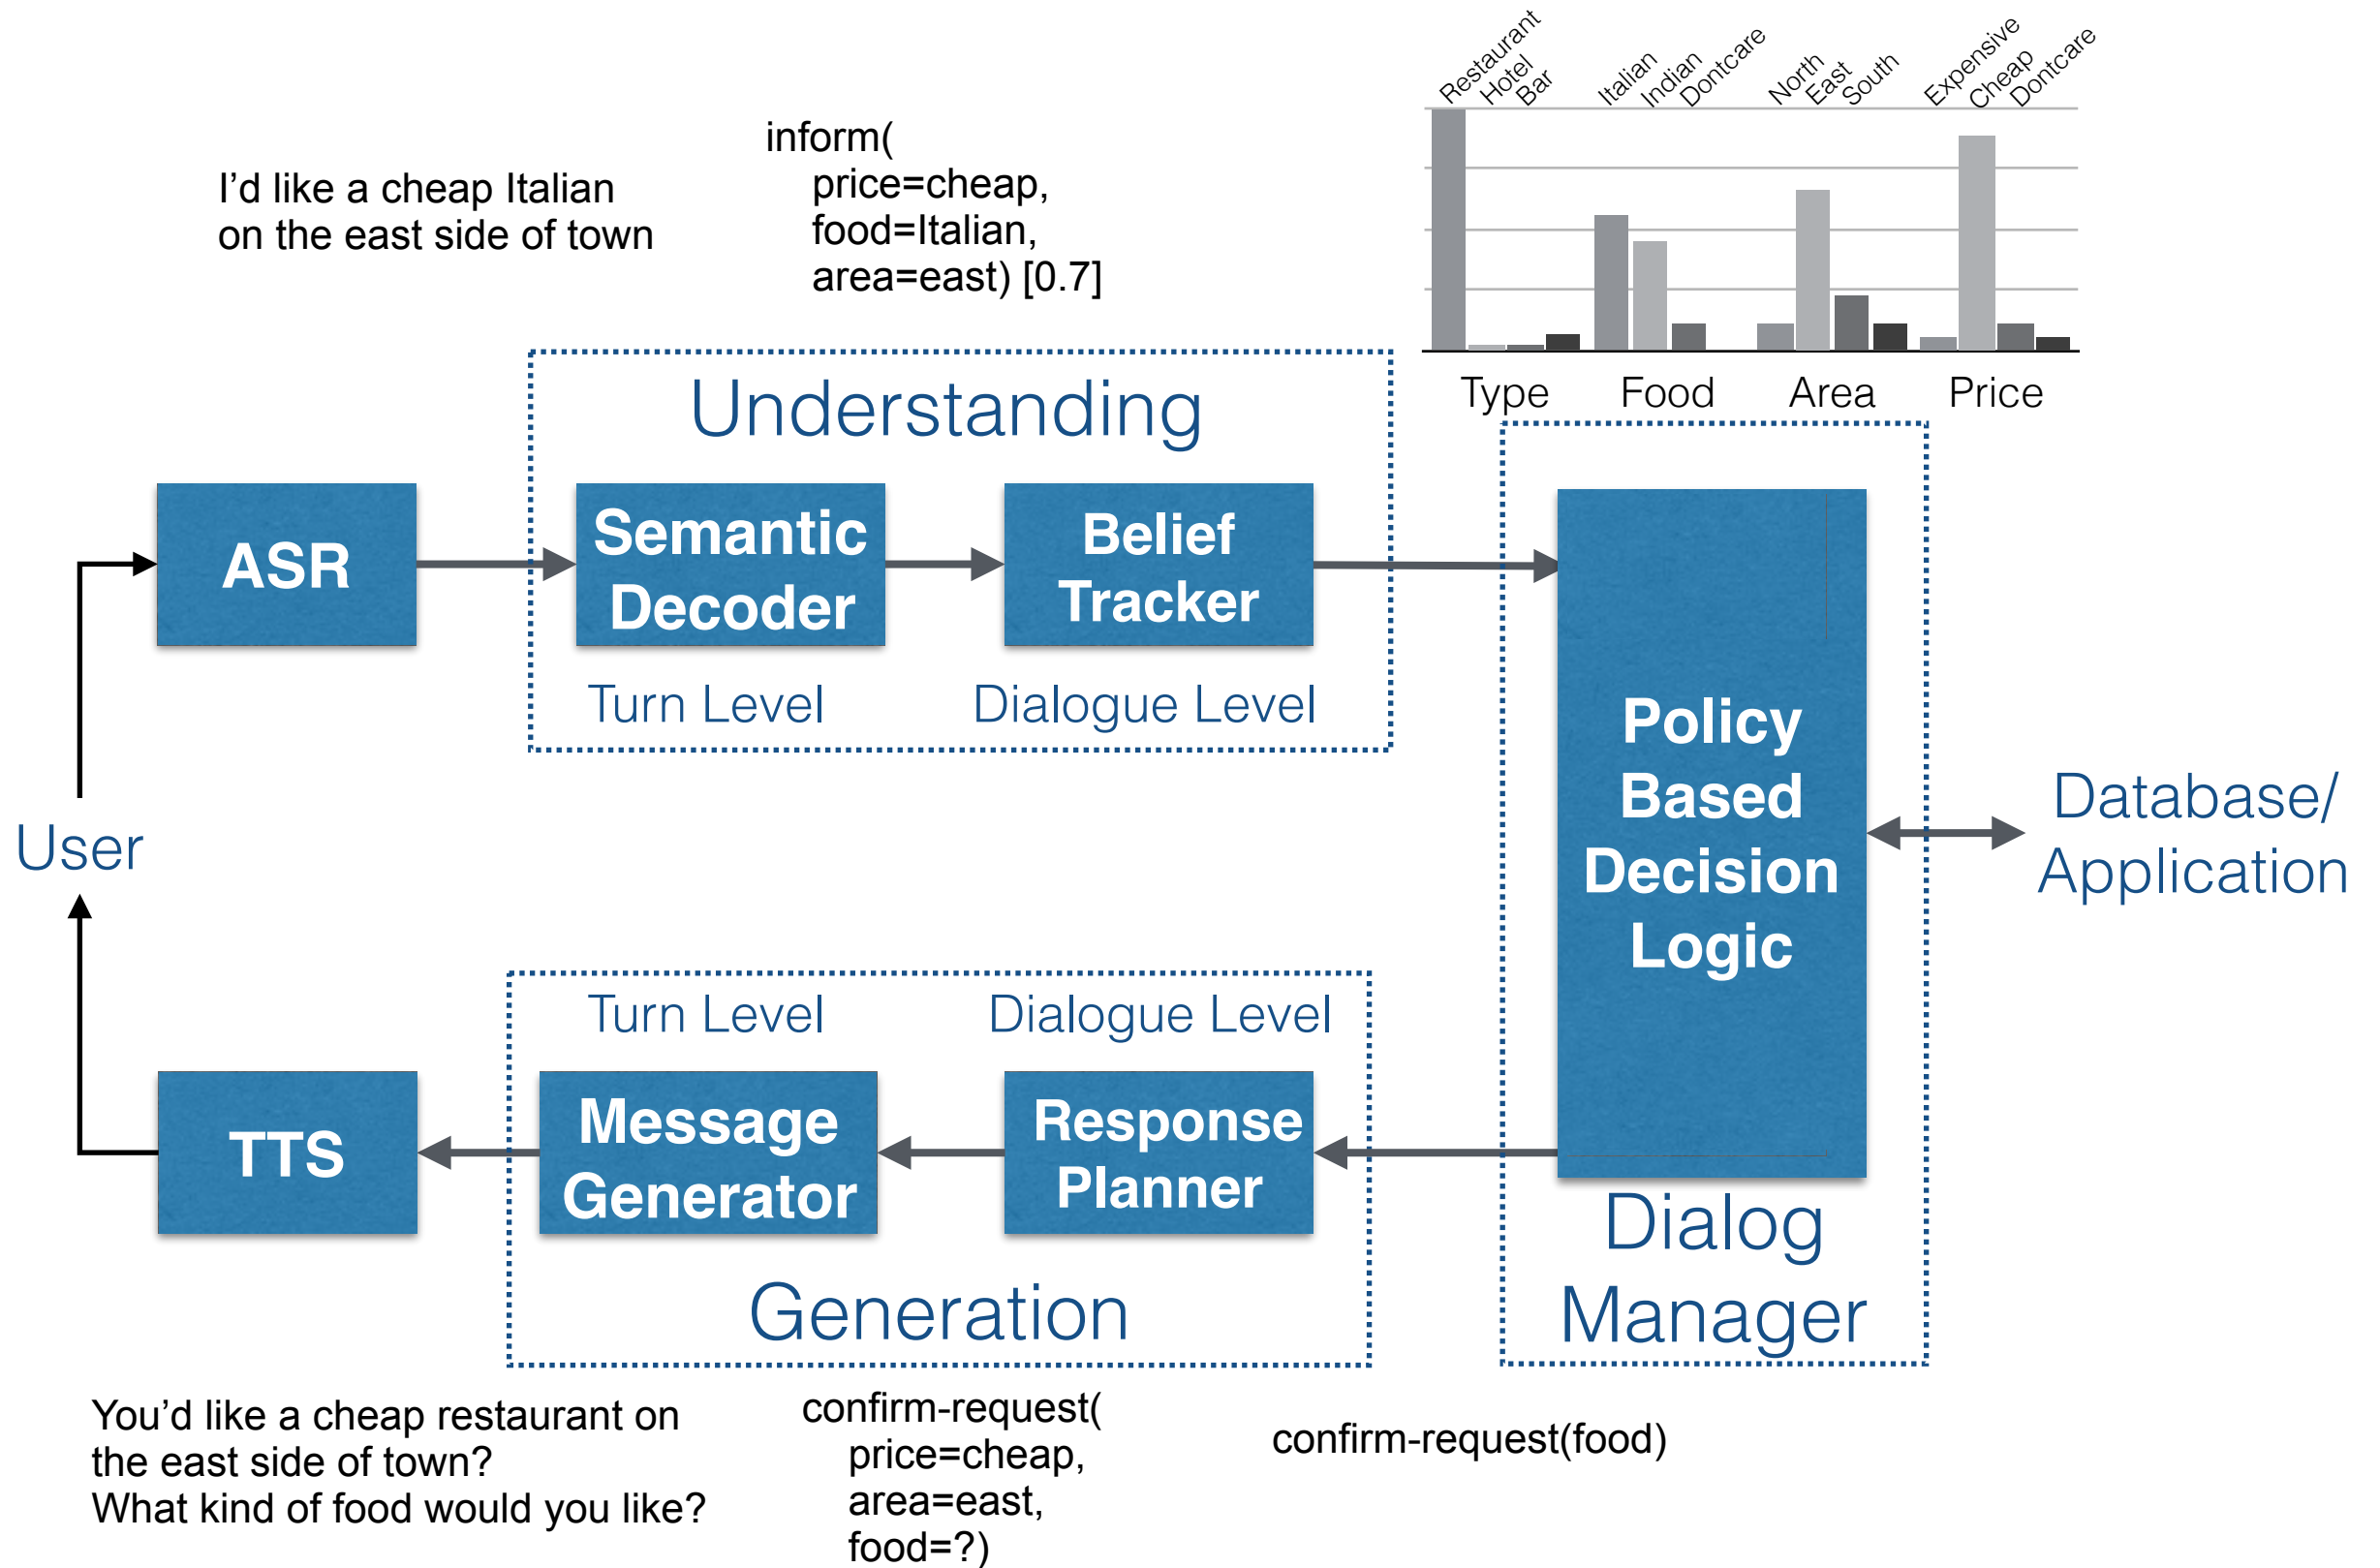 Restaurant
Hotel
Bar
Italian
Indian
Dontcare
North
East
South
Expensive
Cheap
Dontcare
I’d like a cheap Italian
on the east side of town
inform(
price=cheap,
food=Italian,
area=east) [0.7]
Type
Food
Area
Price
Understanding
ASR
Semantic
Decoder
Belief
Tracker
Turn Level
Dialogue Level
Policy
Based
Decision
Logic
User
Database/
Application
Turn Level
Dialogue Level
TTS
Message
Generator
Response
Planner
Generation
Dialog
Manager
You’d like a cheap restaurant on
the east side of town?
What kind of food would you like?
confirm-request(
price=cheap,
area=east,
food=?)
confirm-request(food)